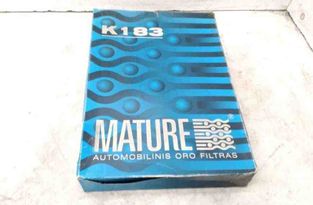 K183
MATURE ®
AUTOMOBILINIS ORO FILTRAS